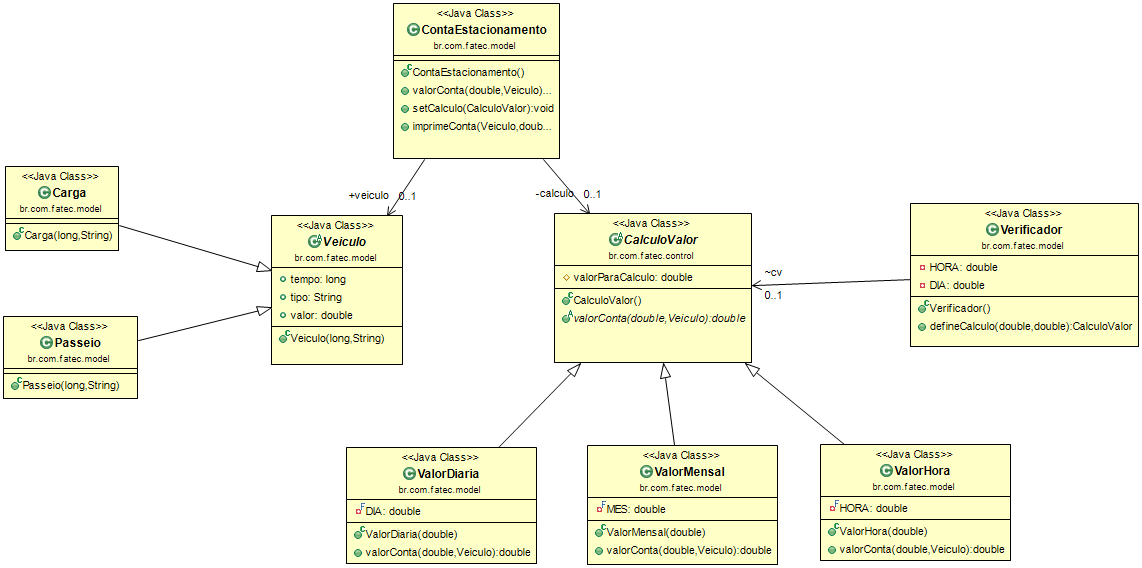 <<Java Class>>
ContaEstacionamento
br.com.fatec.model
ContaEstacionamento()
valorConta(double,Veiculo)...
setCalculo(CalculoValor):void
imprimeConta(Veiculo,doub...
+veiculo 0..1
-calculo 0..1
<<Java Class>>
Carga
br.com.fatec.model
Carga(long,String)
<<Java Class>>
Passeio
br.com.fatec.model
Passeio(long,String)
<<Java Class>>
Veiculo
br.com.fatec.model
tempo: long
tipo: String
valor: double
Veiculo(long,String)
<<Java Class>>
CalculoValor
br.com.fatec.control
valorParaCalculo: double
CalculoValor()
valorConta(double,Veiculo):double
~cv
0..1
<<Java Class>>
Verificador
br.com.fatec.model
HORA: double
DIA: double
Verificador()
defineCalculo(double,double):CalculoValor
<<Java Class>>
ValorDiaria
br.com.fatec.model
DIA: double
ValorDiaria(double)
valorConta(double,Veiculo):double
<<Java Class>>
ValorMensal
br.com.fatec.model
MES: double
ValorMensal(double)
valorConta(double,Veiculo):double
<<Java Class>>
ValorHora
br.com.fatec.model
HORA: double
ValorHora(double)
valorConta(double,Veiculo):double